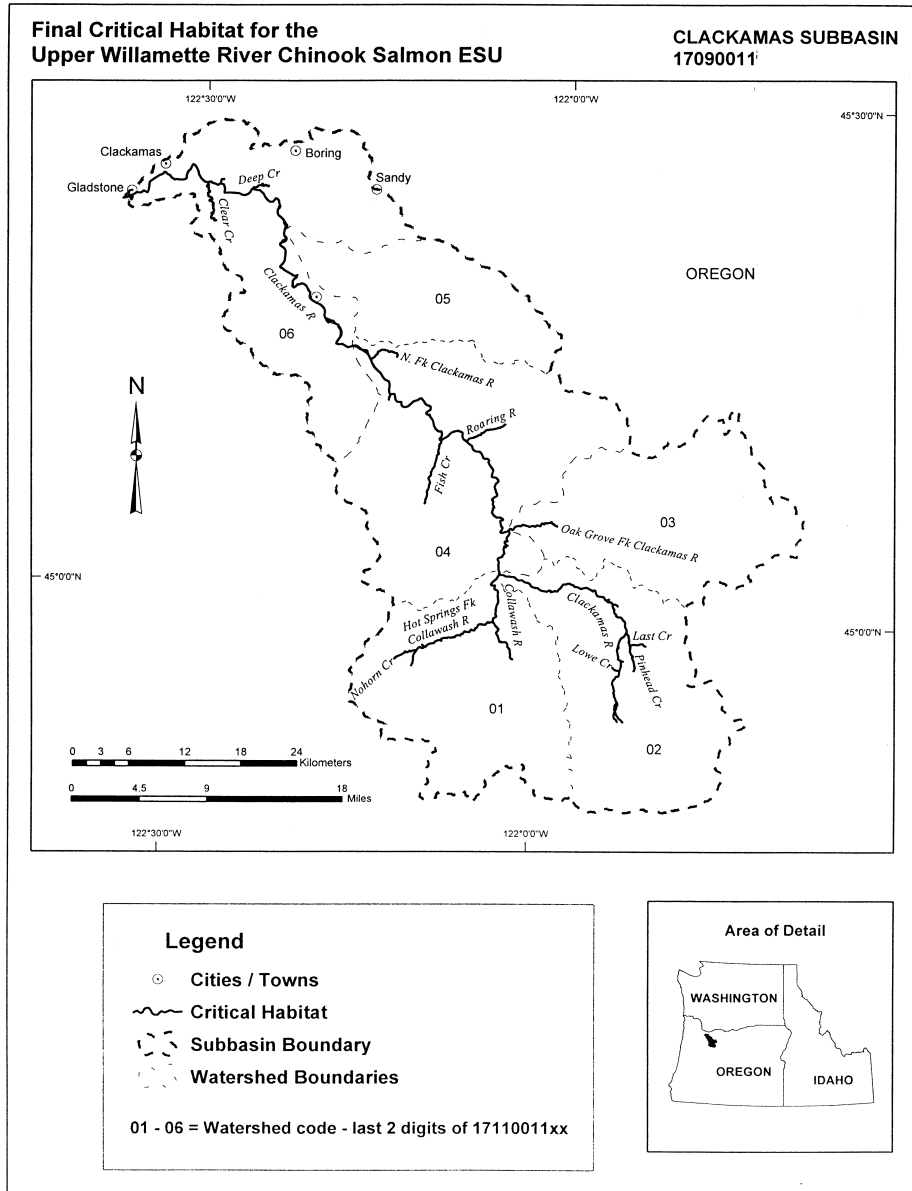 Final Critical Habitat for the
Upper Willamette River Chinook Salmon ESU
CLACKAMAS SUBBASIN
17090011
122°30'0"W
122°0'0"W
45°30'0"N
Clackamas
Boring
Gladstone
Deep Cr
Sandy
Clear Cr
OREGON
Clackamas R
05
06
N. Fk Clackamas R
N
Roaring R
Fish Cr
03
Oak Grove Fk Clackamas R
04
45°0'0"N
Hot Springs Fk
Collawash R
Collawash R
Clackamas R
45°0'0"N
Last Cr
Lowe Cr
Pinhead Cr
Nohorn Cr
01
02
0 3 6 12 18 24
Kilometers
0 4.5 9 18
Miles
122°30'0"W
122°0'0"W
Legend
Cities / Towns
Critical Habitat
Subbasin Boundary
Watershed Boundaries
01 - 06 = Watershed code - last 2 digits of 17110011xx
Area of Detail
WASHINGTON
OREGON
IDAHO